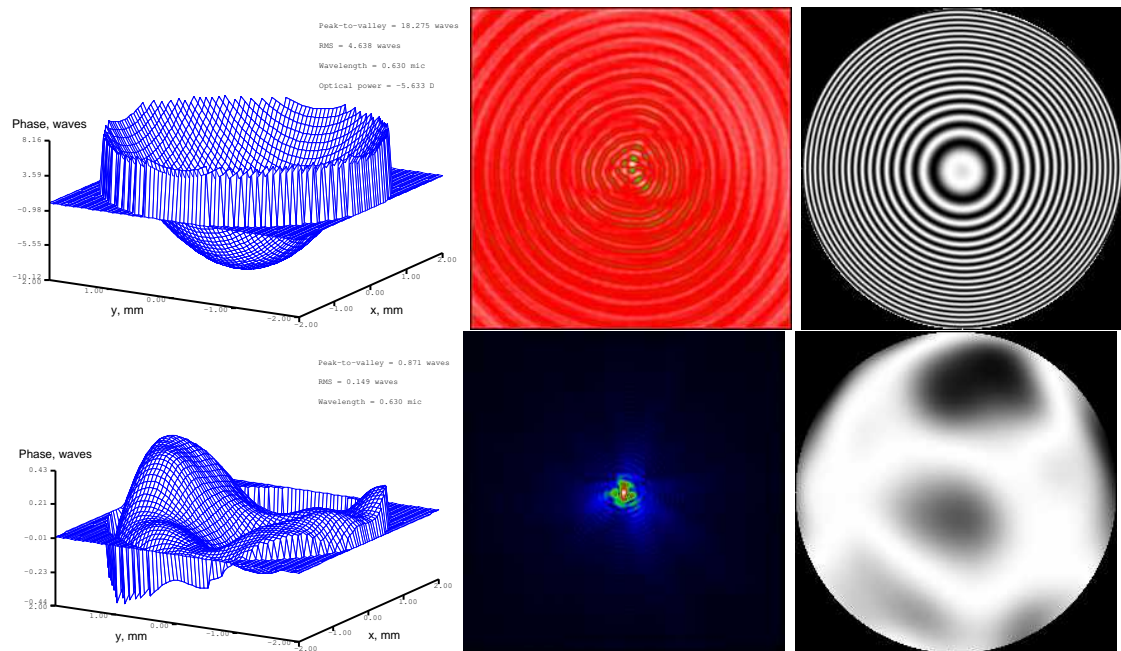 Peak-to-valley = 18.275 waves
RMS = 4.638 waves
Wavelength = 0.630 mic
Optical power = -5.633 D
Phase, waves
8.16
3.59
-0.98
-5.55
-10.12
2.00
1.00
0.00
-1.00
-2.00
y, mm
-2.00
-1.00
0.00
1.00
2.00
x, mm
Peak-to-valley = 0.871 waves
RMS = 0.149 waves
Wavelength = 0.630 mic
Phase, waves
0.43
0.21
-0.01
-0.23
-0.44
2.00
1.00
0.00
-1.00
-2.00
y, mm
-2.00
-1.00
0.00
1.00
2.00
x, mm